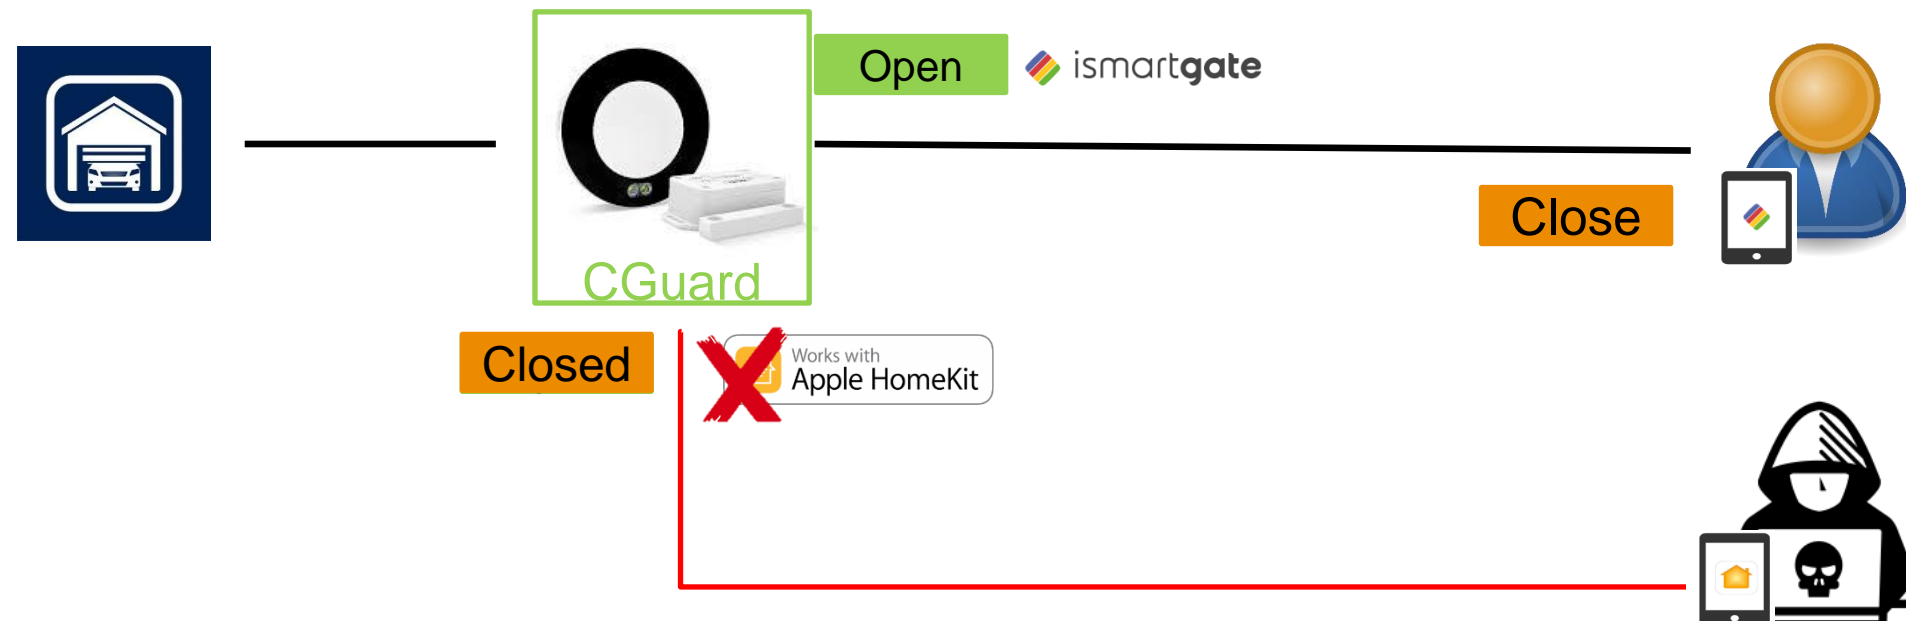 Open
ismartgate
Close
CGuard
Closed
Works with
Apple HomeKit